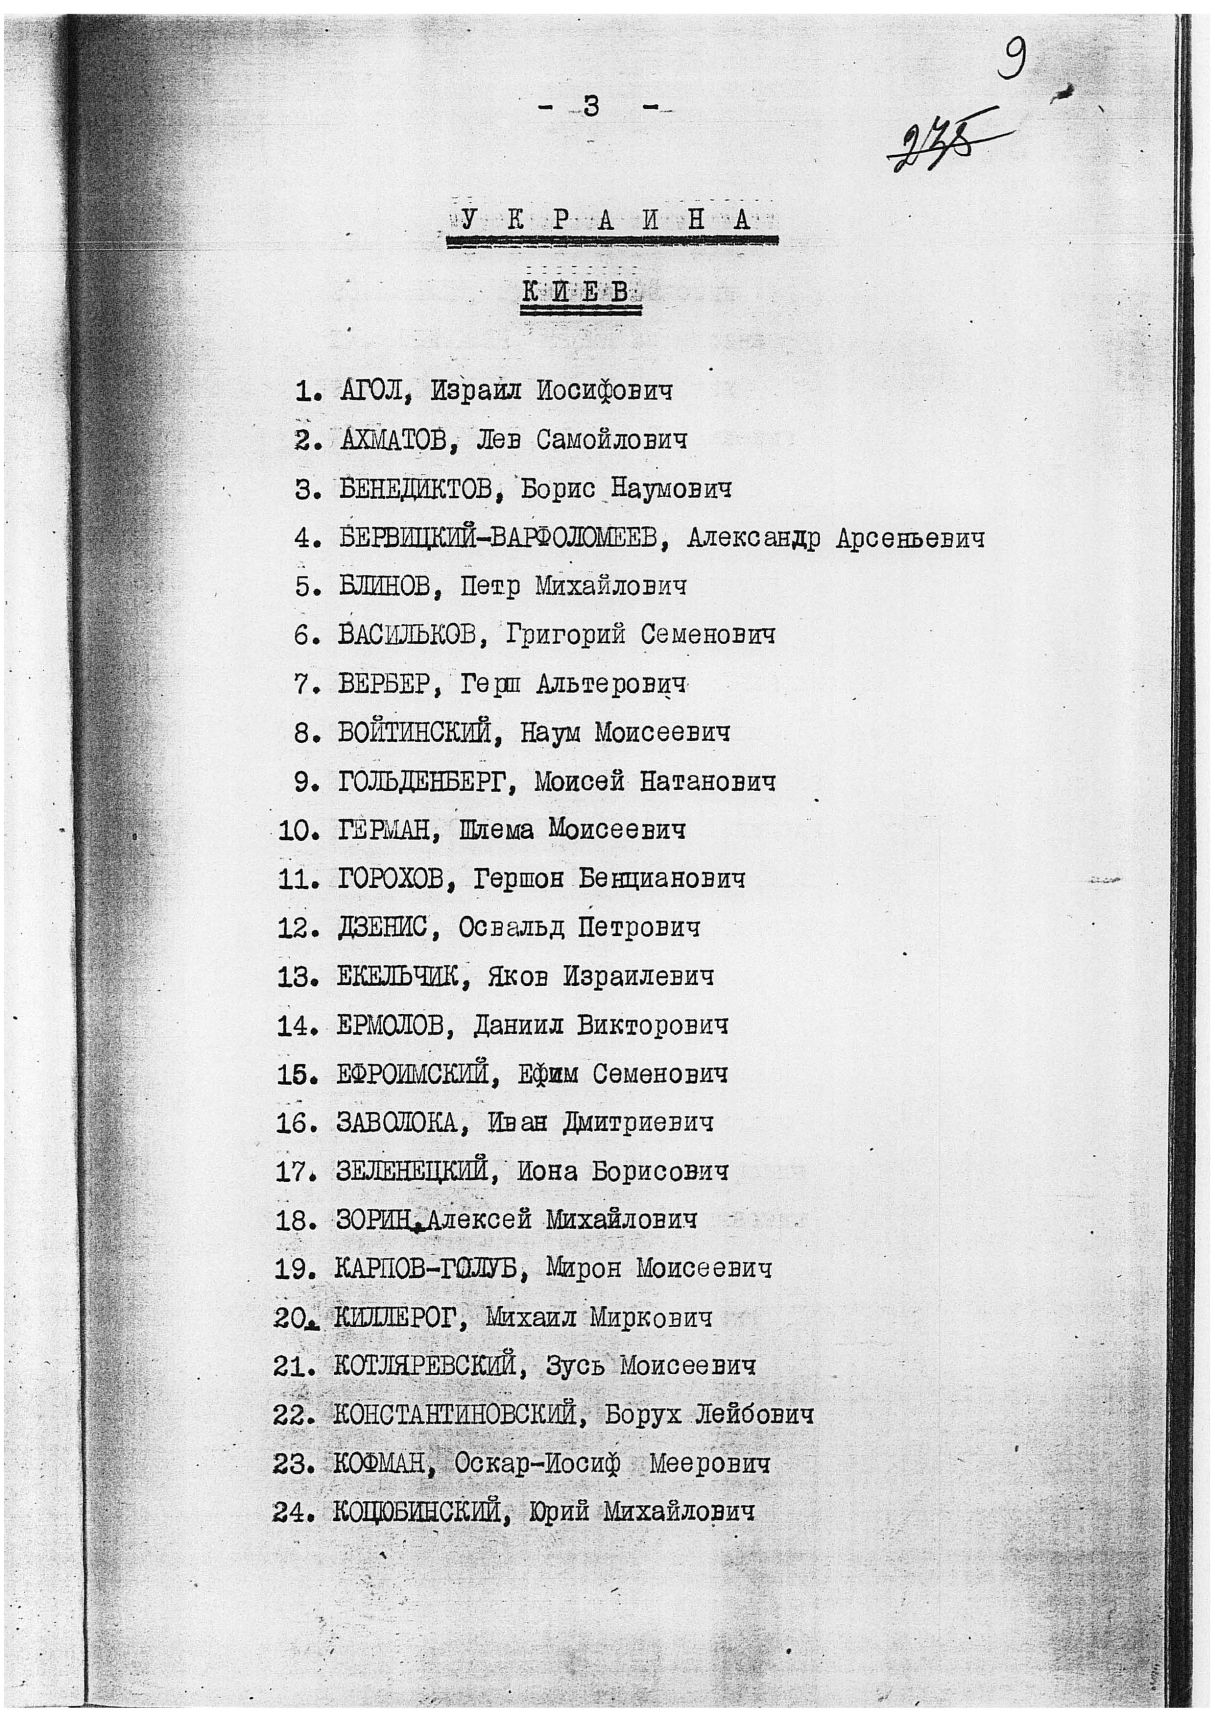 9
- 3 -
275
УКРАИНА
КИЕВ
1. АГОЛ, Израил Иосифович
2. АХМАТОВ, Лев Самойлович
3. БЕНЕДИКТОВ, Борис Наумович
4. БЕРВИЦКИЙ-ВАРФОЛОМЕЕВ, Александр Арсеньевич
5. БЛИНОВ, Петр Михайлович
6. ВАСИЛЬКОВ, Григорий Семенович
7. ВЕРБЕР, Герш Альтерович
8. ВОЙТИНСКИЙ, Наум Моисеевич
9. ГОЛЬДЕНБЕРГ, Моисей Натанович
10. ГЕРМАН, Шлема Моисеевич
11. ГОРОХОВ, Гершон Бенцианович
12. ДЗЕНИС, Освальд Петрович
13. ЕКЕЛЬЧИК, Яков Израилевич
14. ЕРМОЛОВ, Даниил Викторович
15. ЕФРОИМСКИЙ, Ефим Семенович
16. ЗАВОЛОКА, Иван Дмитриевич
17. ЗЕЛЕНЕЦКИЙ, Иона Борисович
18. ЗОРИН, Алексей Михайлович
19. КАРПОВ-ГОЛУБ, Мирон Моисеевич
20. КИЛЛЕРОГ, Михаил Миркович
21. КОТЛЯРЕВСКИЙ, Зусь Моисеевич
22. КОНСТАНТИНОВСКИЙ, Борух Лейбович
23. КОФМАН, Оскар-Иосиф Меерович
24. КОЦЮБИНСКИЙ, Юрий Михайлович